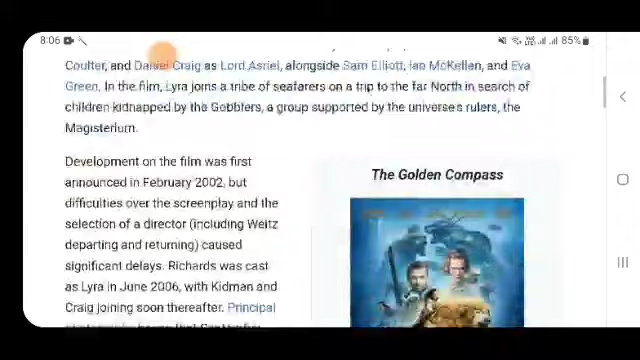 8:06 85%
Coulter, and Daniel Craig as Lord Asriel, alongside Sam Elliott, Ian McKellen, and Eva
Green. In the film, Lyra joins a tribe of seafarers on a trip to the far North in search of
children kidnapped by the Gobblers, a group supported by the universe's rulers, the
Magisterium.
Development on the film was first
announced in February 2002, but
difficulties over the screenplay and the
selection of a director (including Weitz
departing and returning) caused
significant delays. Richards was cast
as Lyra in June 2006, with Kidman and
Craig joining soon thereafter. Principal
The Golden Compass